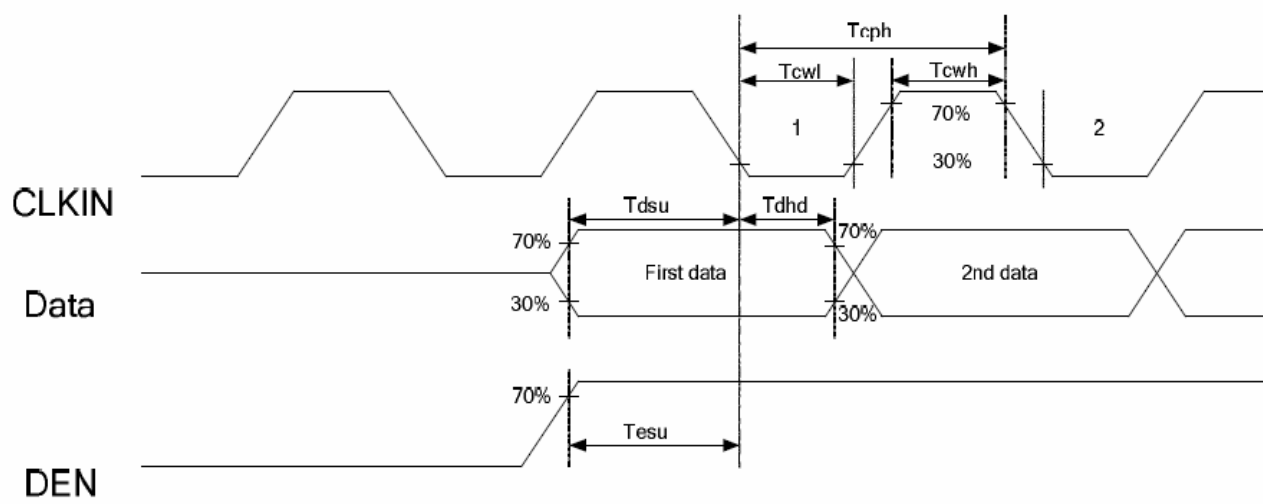 Tcph
Tcwl
Tcwh
1
70%
2
30%
CLKIN
Tdsu
Tdhd
70%
70%
First data
2nd data
Data
30%
30%
70%
Tesu
DEN